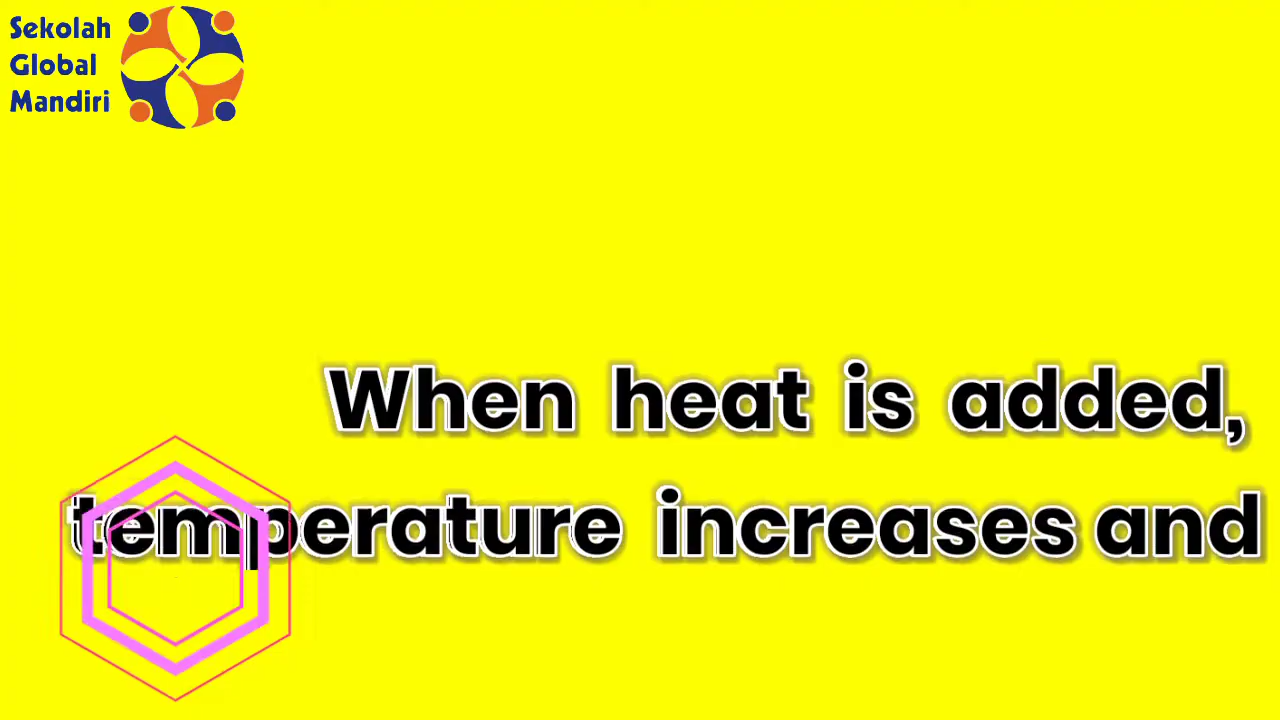 Sekolah
Global
Mandiri
When heat is added,
temperature increases and